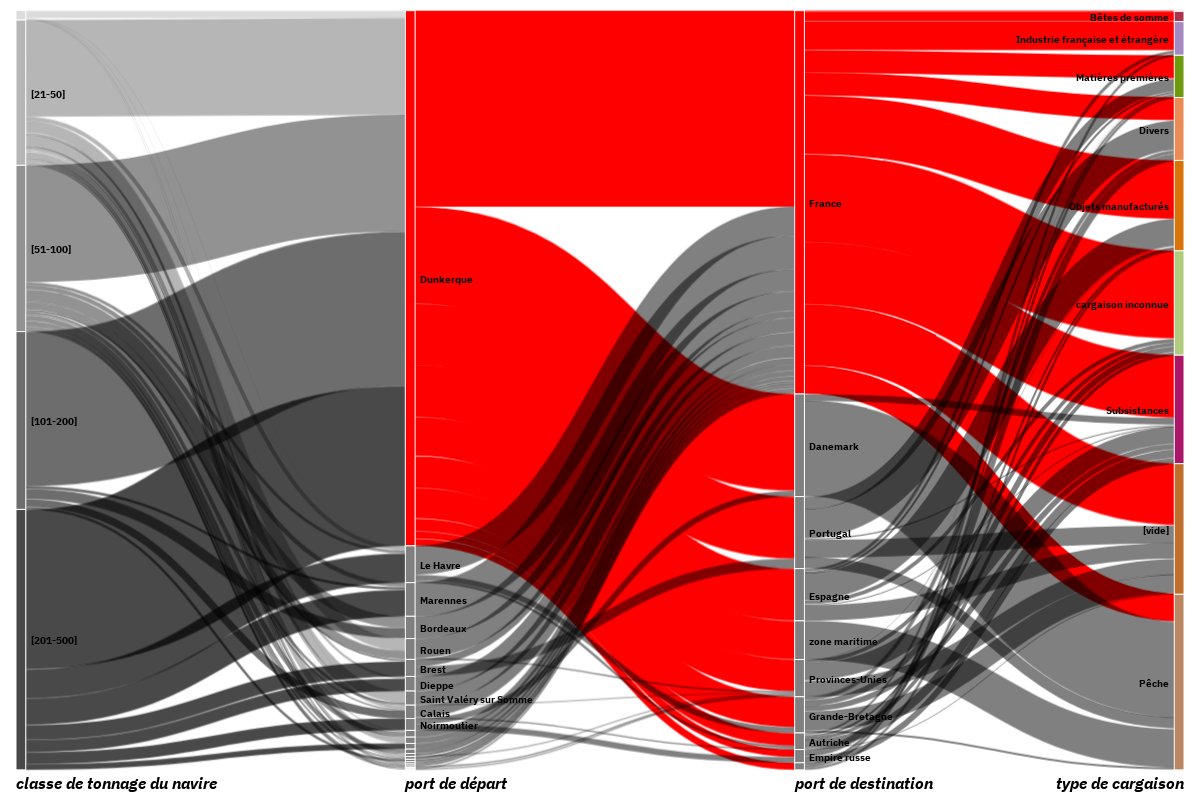 [21-50]
[51-100]
[101-200]
[201-500]
Dunkerque
Le Havre
Marennes
Bordeaux
Rouen
Brest
Dieppe
Saint Valéry sur Somme
Calais
Noirmoutier
France
Danemark
Portugal
Espagne
zone maritime
Provinces-Unies
Grande-Bretagne
Autriche
Empire russe
Bêtes de somme
Industrie française et étrangère
Matières premières
Divers
Objets manufacturés
cargaison inconnue
Subsistances
[vide]
Pêche
classe de tonnage du navire
port de départ
port de destination
type de cargaison